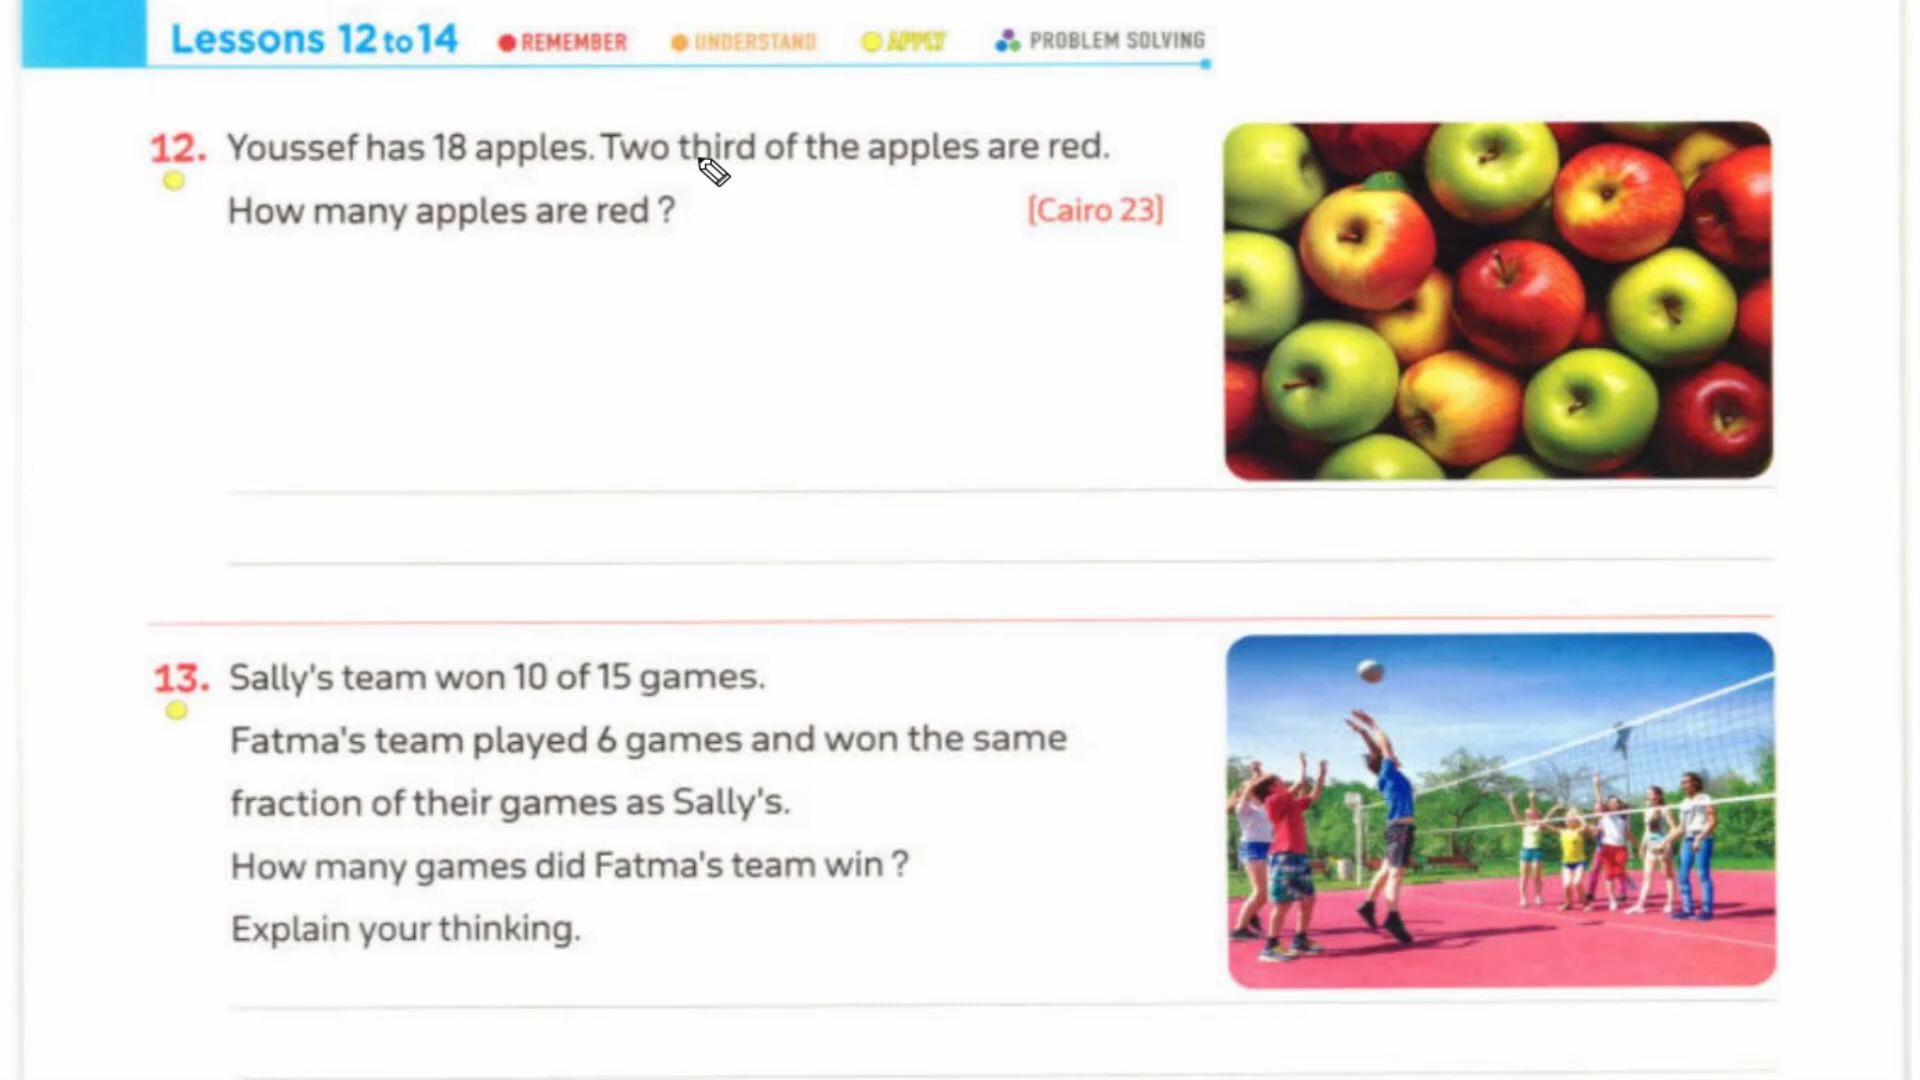 Lessons 12 to 14 REMEMBER UNDERSTAND APPLY PROBLEM SOLVING
12. Youssef has 18 apples. Two third of the apples are red.
How many apples are red ? [Cairo 23]
13. Sally's team won 10 of 15 games.
Fatma's team played 6 games and won the same
fraction of their games as Sally's.
How many games did Fatma's team win ?
Explain your thinking.